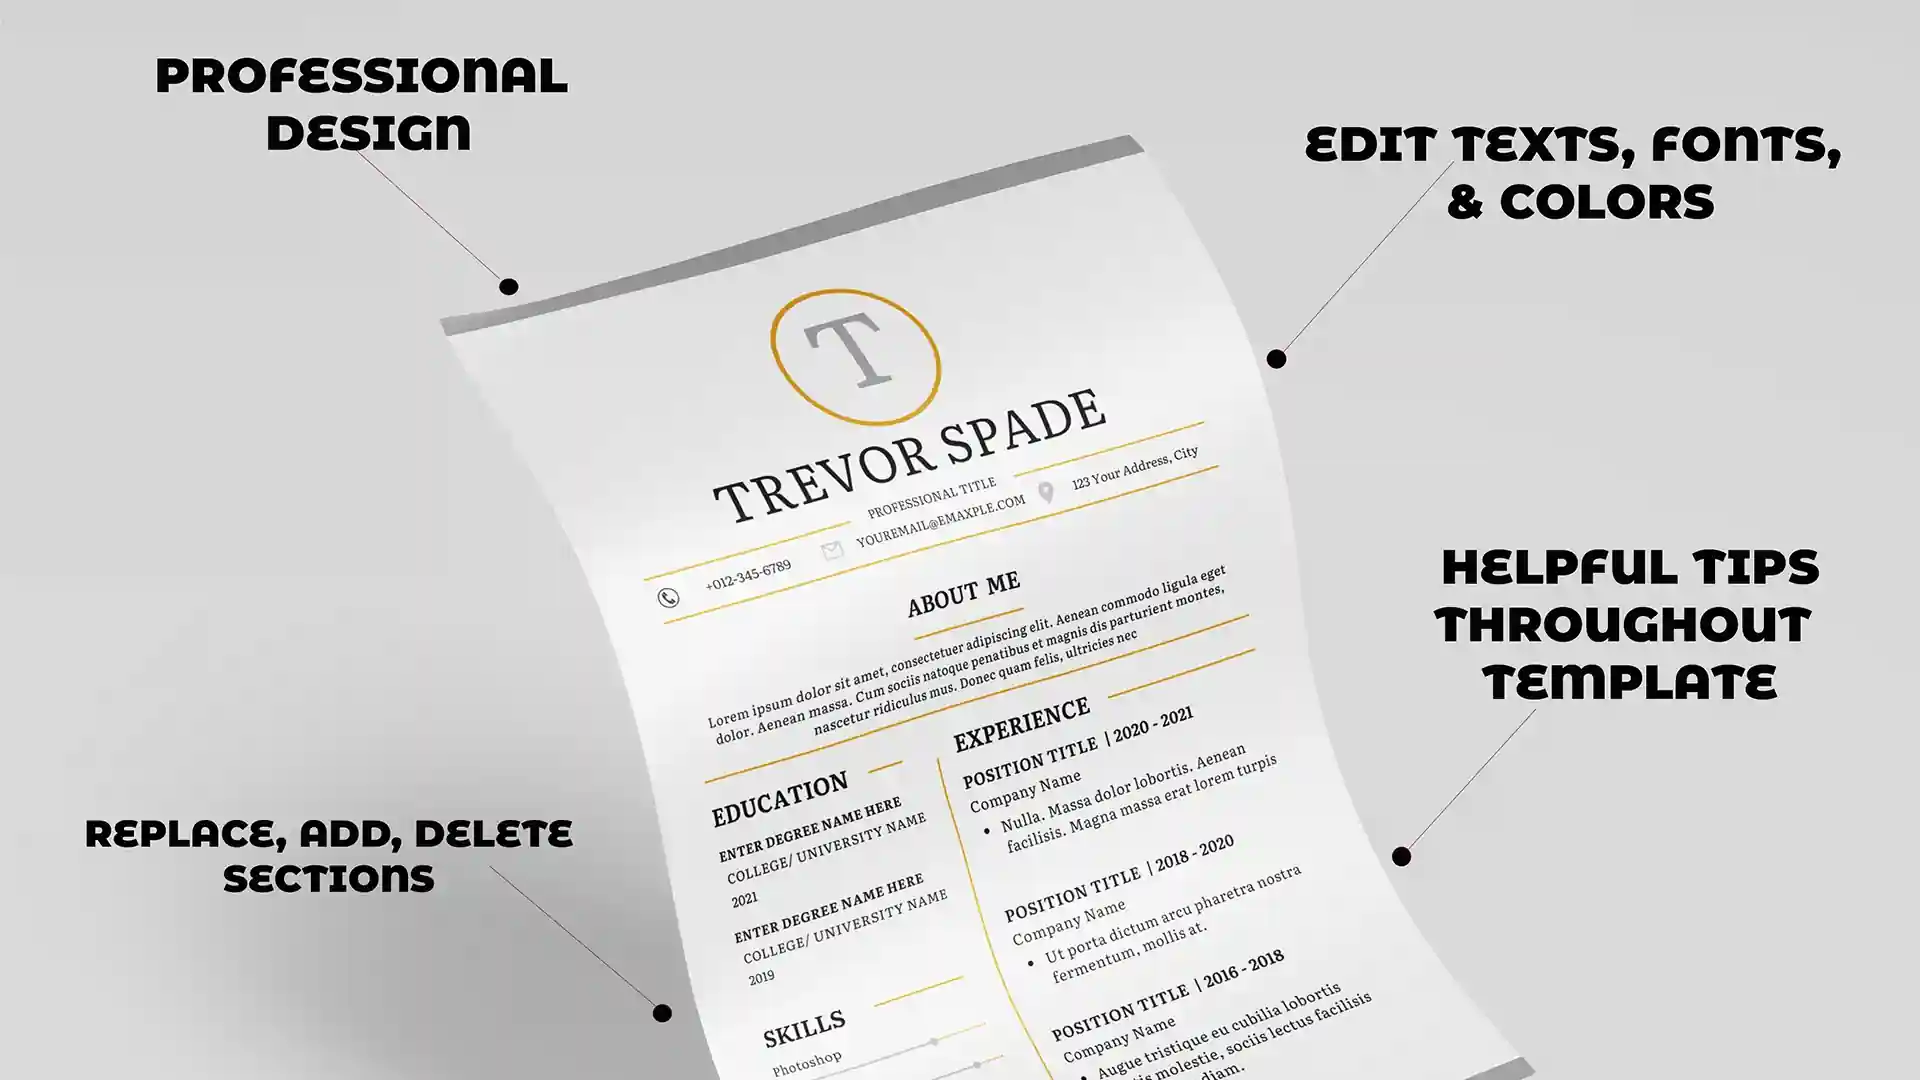 PROFESSIONAL
DESIGN
EDIT TEXTS, FONTS,
& COLORS
HELPFUL TIPS
THROUGHOUT
TEMPLATE
REPLACE, ADD, DELETE
SECTIONS
T
TREVOR SPADE
PROFESSIONAL TITLE
+012-345-6789
YOUREMAIL@EMAXPLE.COM
123 Your Address, City
ABOUT ME
Lorem ipsum dolor sit amet, consectetuer adipiscing elit. Aenean commodo ligula eget
dolor. Aenean massa. Cum sociis natoque penatibus et magnis dis parturient montes,
nascetur ridiculus mus. Donec quam felis, ultricies nec
EDUCATION
ENTER DEGREE NAME HERE
COLLEGE/ UNIVERSITY NAME
2021
ENTER DEGREE NAME HERE
COLLEGE/ UNIVERSITY NAME
2019
SKILLS
Photoshop
EXPERIENCE
POSITION TITLE | 2020 - 2021
Company Name
• Nulla. Massa dolor lobortis. Aenean
facilisis. Magna massa erat lorem turpis
POSITION TITLE | 2018 - 2020
Company Name
• Ut porta dictum arcu pharetra nostra
fermentum, mollis at.
POSITION TITLE | 2016 - 2018
Company Name
• Augue tristique eu cubilia lobortis
molestie, sociis lectus facilisis
diam.